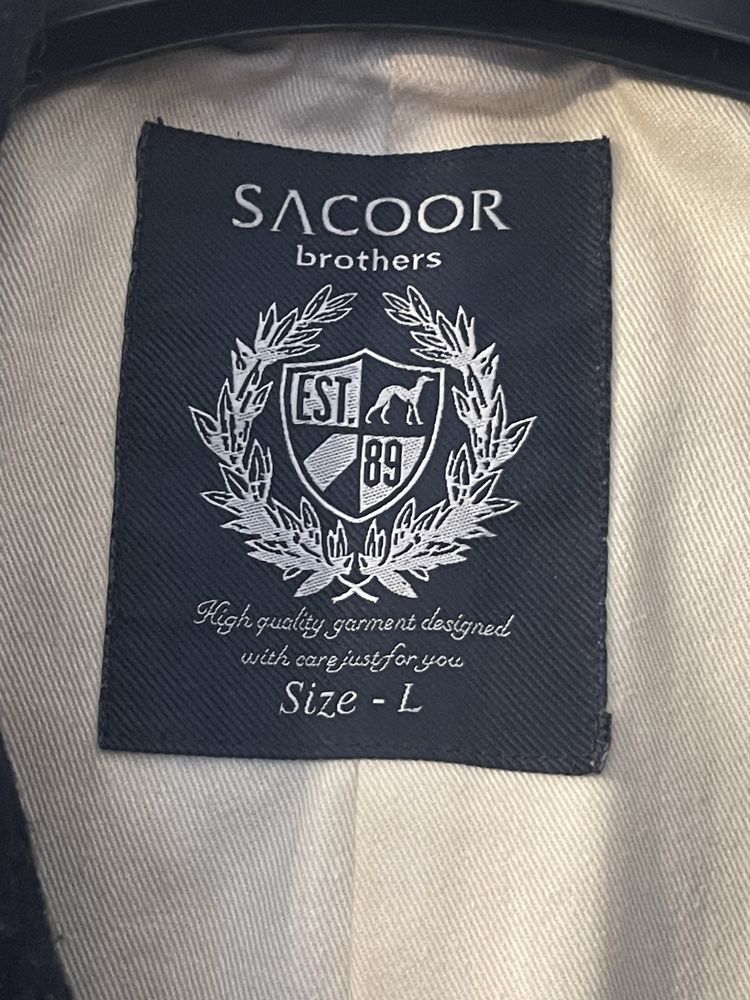 SACOOR
brothers
EST.
89
High quality garment designed
with care just for you
Size - L